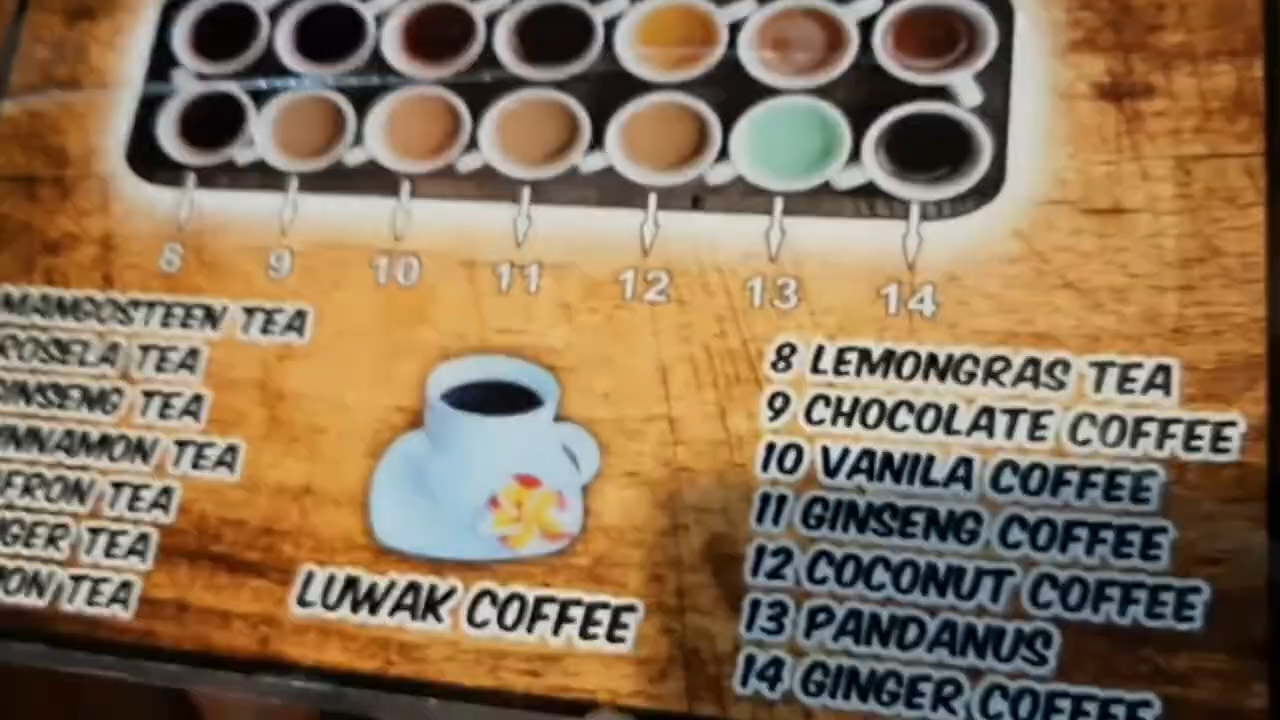 8 9 10 11 12 13 14
MANGOSTEEN TEA
ROSELA TEA
GINSENG TEA
INNAMON TEA
FRON TEA
GER TEA
ON TEA
LUWAK COFFEE
8 LEMONGRAS TEA
9 CHOCOLATE COFFEE
10 VANILA COFFEE
11 GINSENG COFFEE
12 COCONUT COFFEE
13 PANDANUS
14 GINGER COFFEE